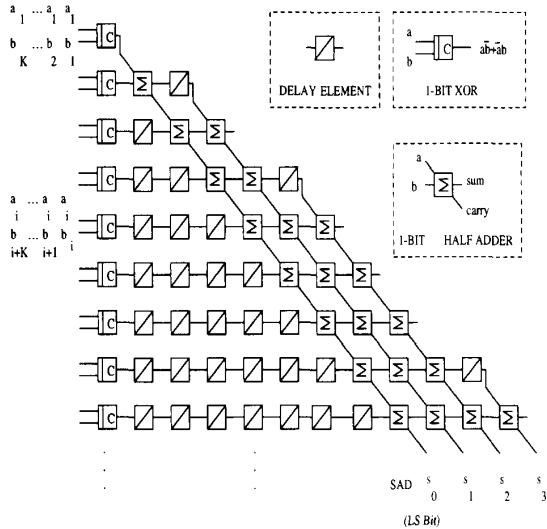 a ... a a
1 1 1
b ... b b
K 2 1
C
Σ
DELAY ELEMENT
a
b
C
ab̄+āb
1-BIT XOR
C
Σ Σ
C
Σ Σ
a
b
Σ
sum
carry
1-BIT HALF ADDER
a ... a a
i i i
b ... b b
i+K i+1 i
C
Σ Σ Σ
C
Σ Σ Σ
C
Σ Σ Σ
C
Σ Σ Σ
C
Σ Σ Σ Σ
SAD s s s s
0 1 2 3
(LS Bit)